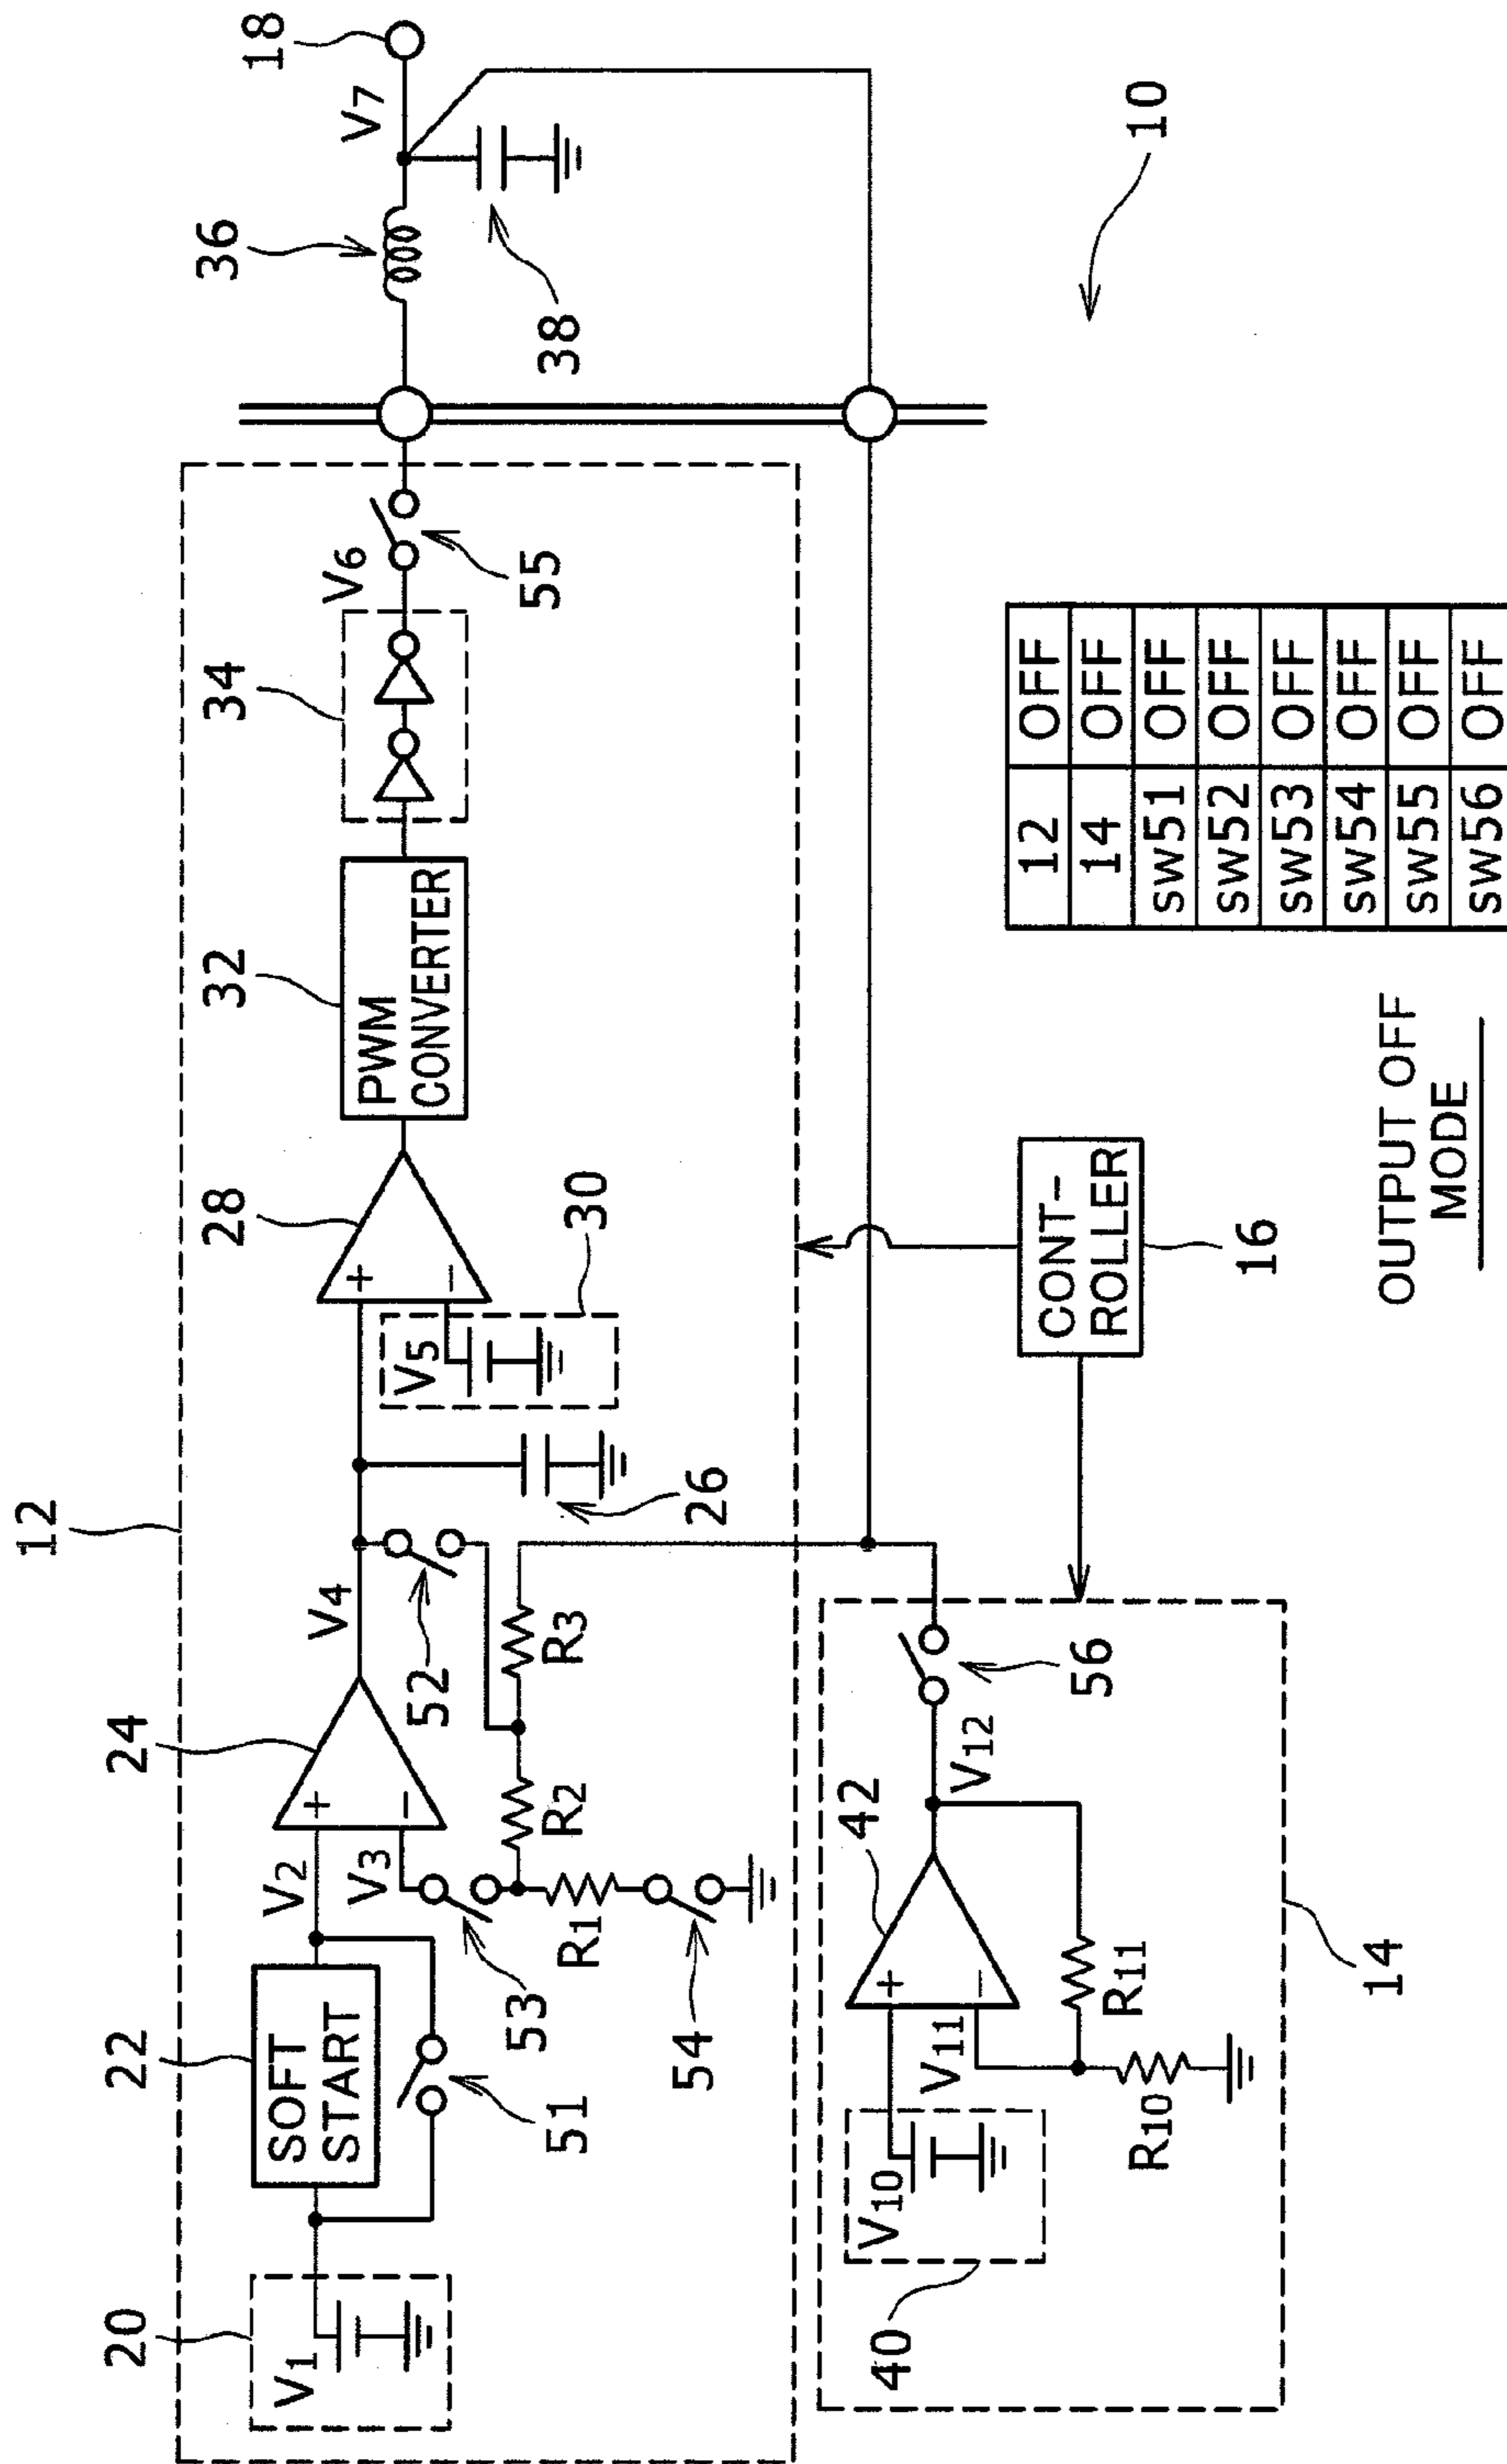 12
20
V1
22
SOFT
START
51
V2
V3
24
53
R1
54
R2
R3
52
V4
26
V5
30
28
+
−
+
−
32
PWM
CONVERTER
34
V6
55
36
38
V7
18
10
40
V10
V11
42
+
−
R10
R11
V12
56
14
CONT-
ROLLER
16
12 OFF
14 OFF
sw51 OFF
sw52 OFF
sw53 OFF
sw54 OFF
sw55 OFF
sw56 OFF
OUTPUT OFF
MODE